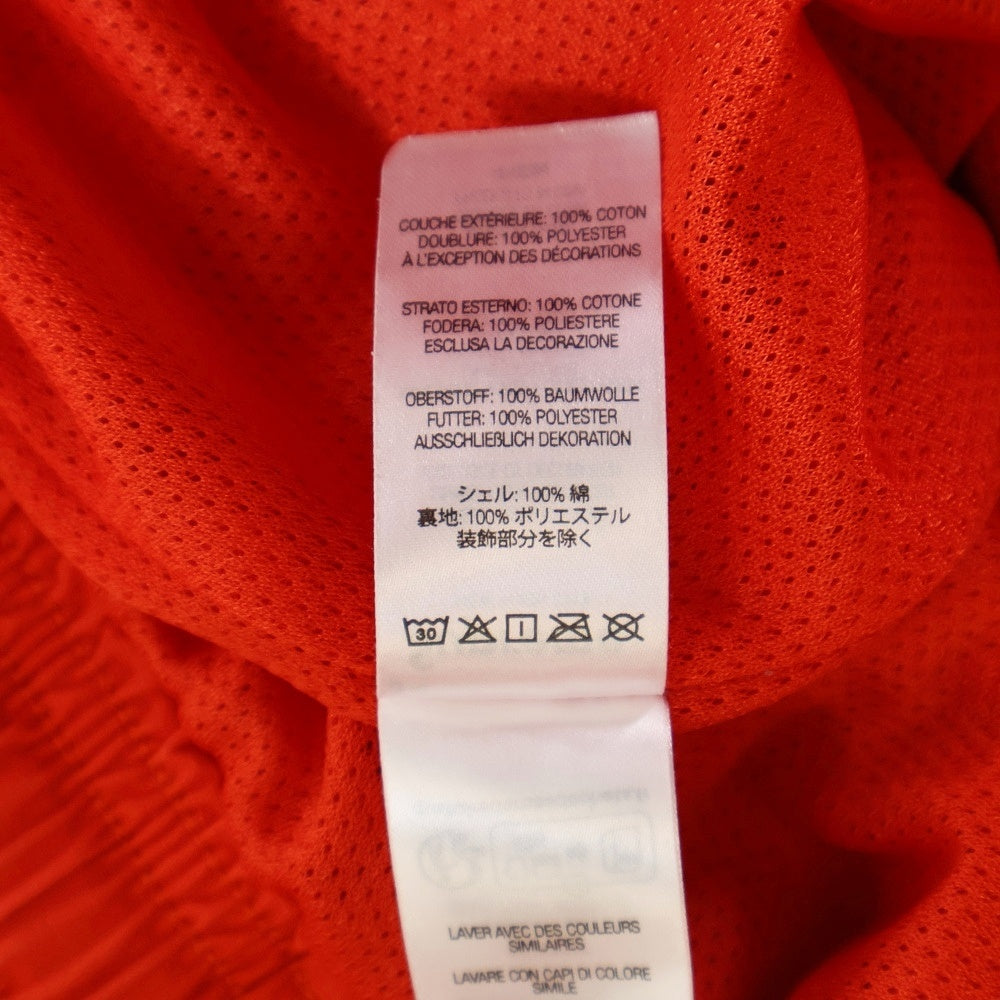 COUCHE EXTÉRIEURE: 100% COTON
DOUBLURE: 100% POLYESTER
À L'EXCEPTION DES DÉCORATIONS
STRATO ESTERNO: 100% COTONE
FODERA: 100% POLIESTERE
ESCLUSA LA DECORAZIONE
OBERSTOFF: 100% BAUMWOLLE
FUTTER: 100% POLYESTER
AUSSCHLIEßLICH DEKORATION
シェル: 100% 綿
裏地: 100% ポリエステル
装飾部分を除く
30
LAVER AVEC DES COULEURS
SIMILAIRES
LAVARE CON CAPI DI COLORE
SIMILE